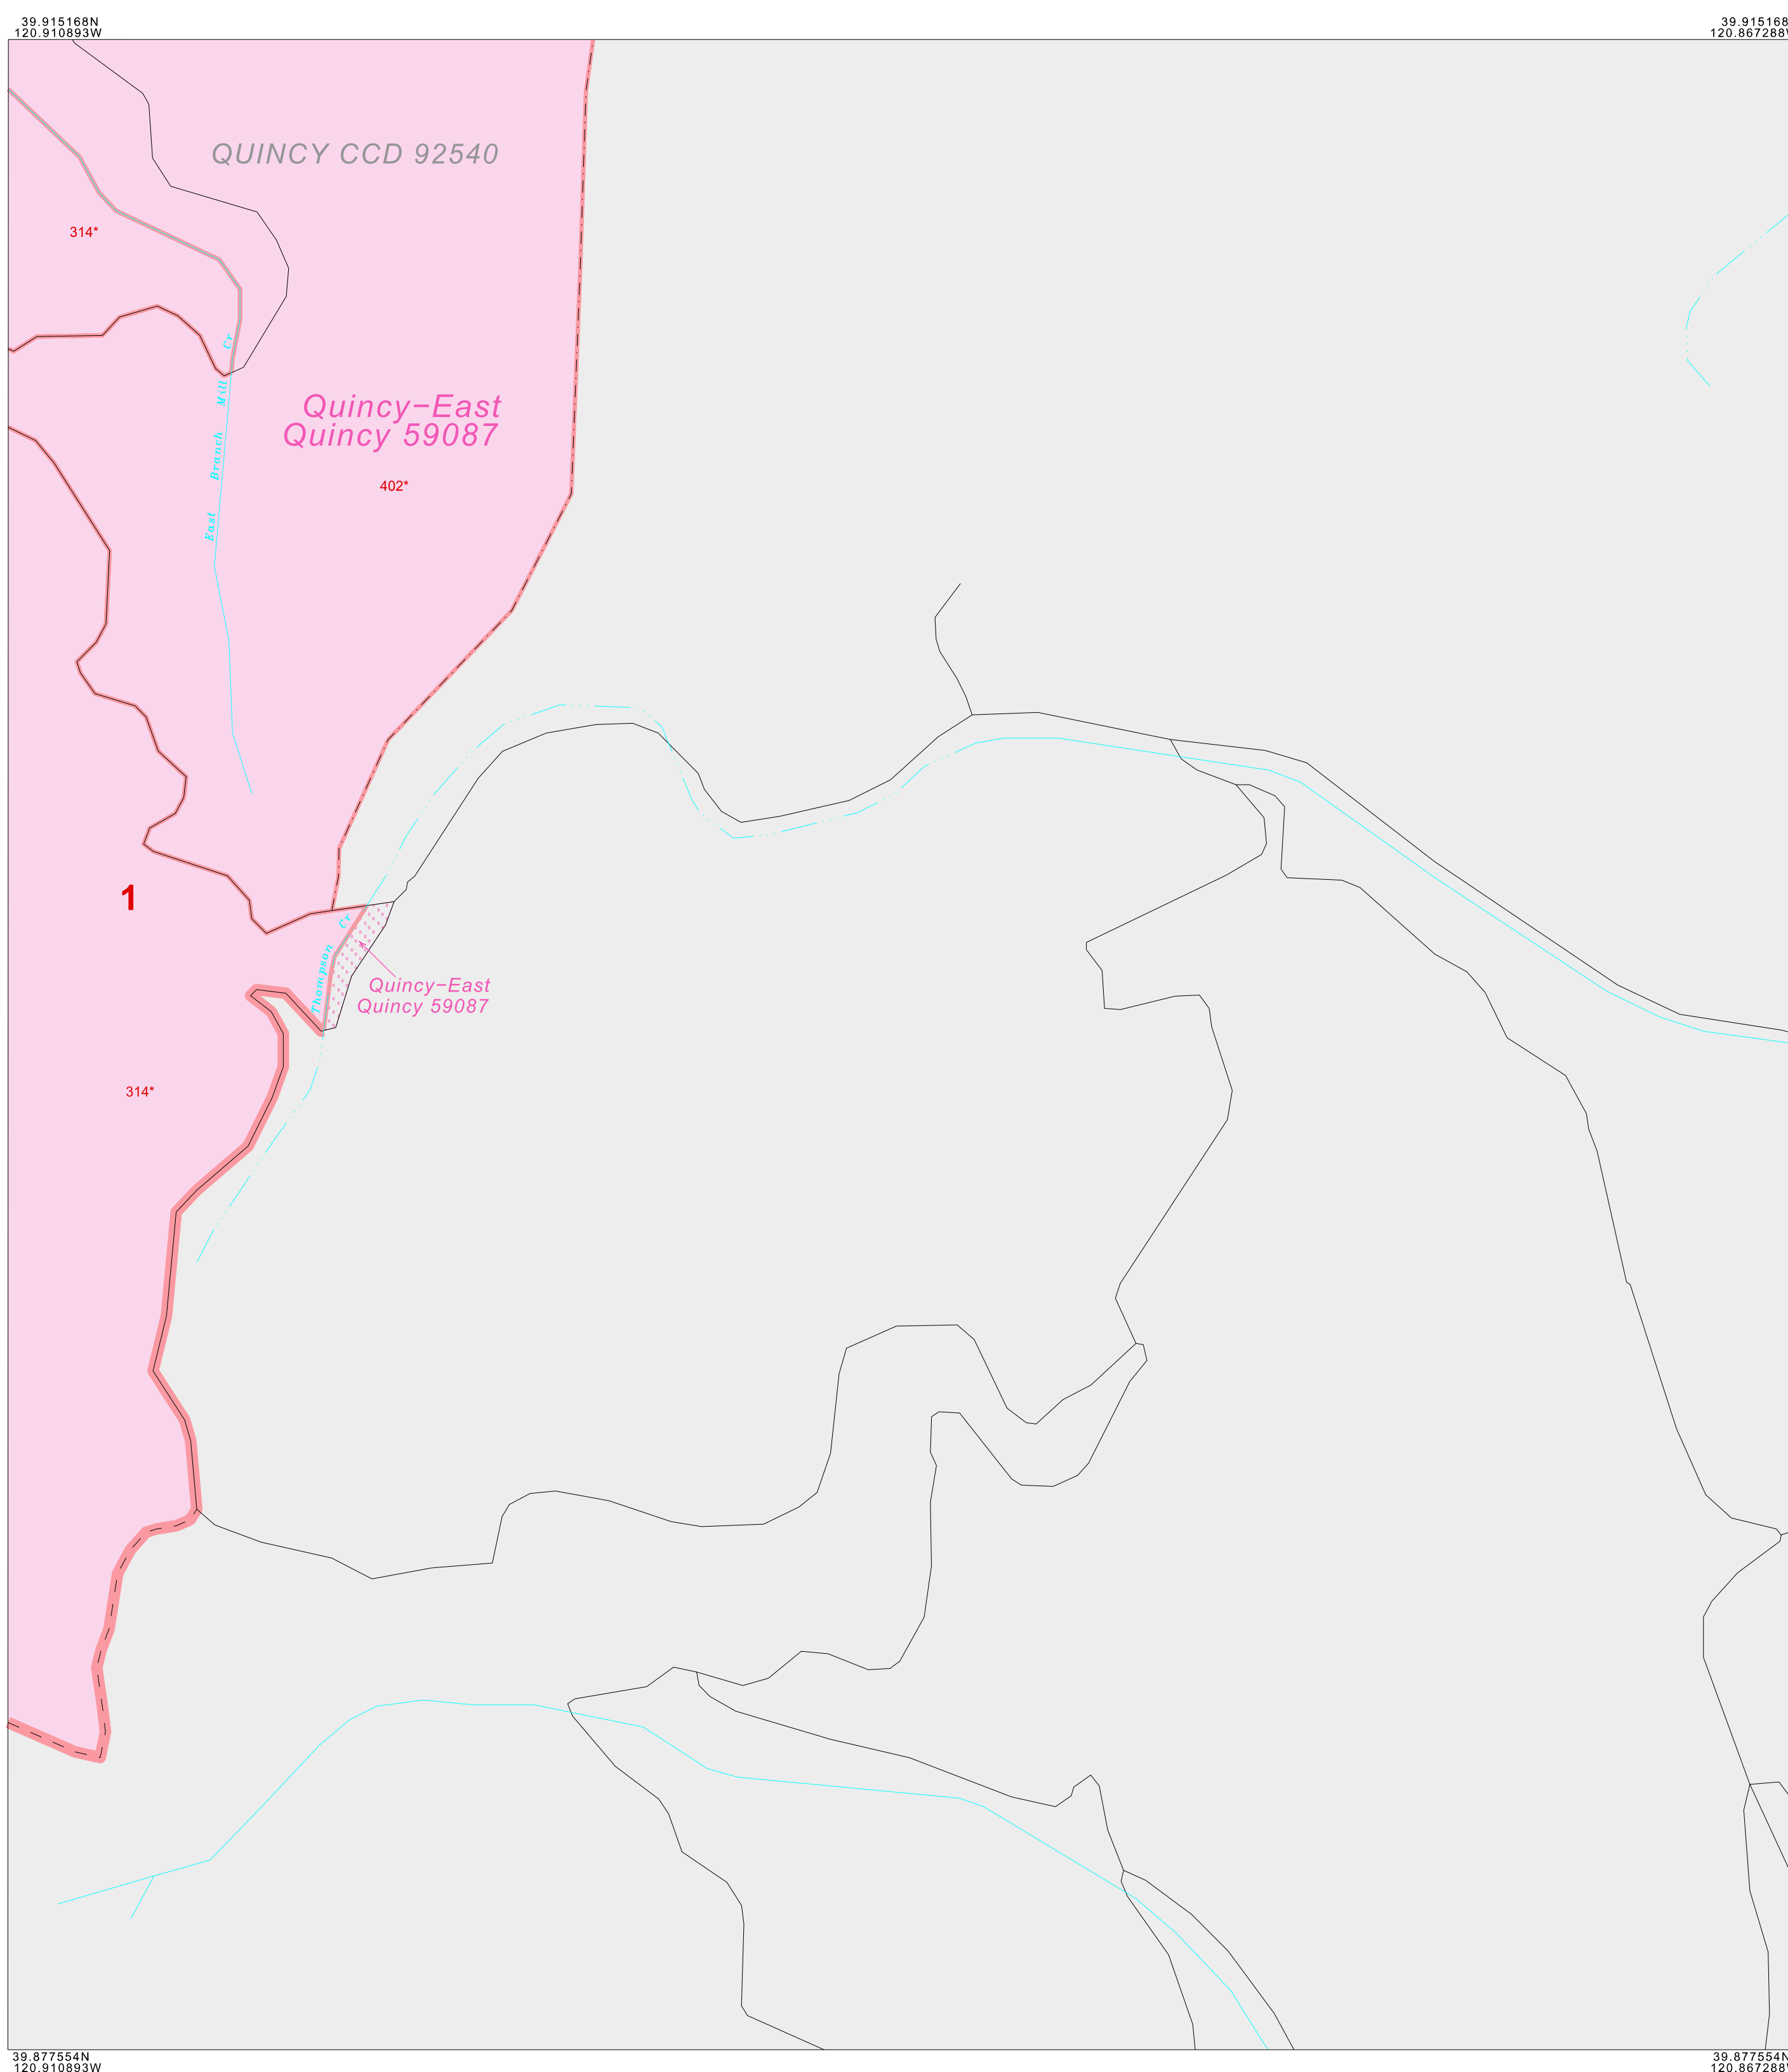 39.915168N
120.910893W
39.915168
120.867288W
QUINCY CCD 92540
314*
East Branch Mill Cr
Quincy-East
Quincy 59087
402*
1
Thompson Cr
Quincy-East
Quincy 59087
314*
39.877554N
120.910893W
39.877554N
120.867288